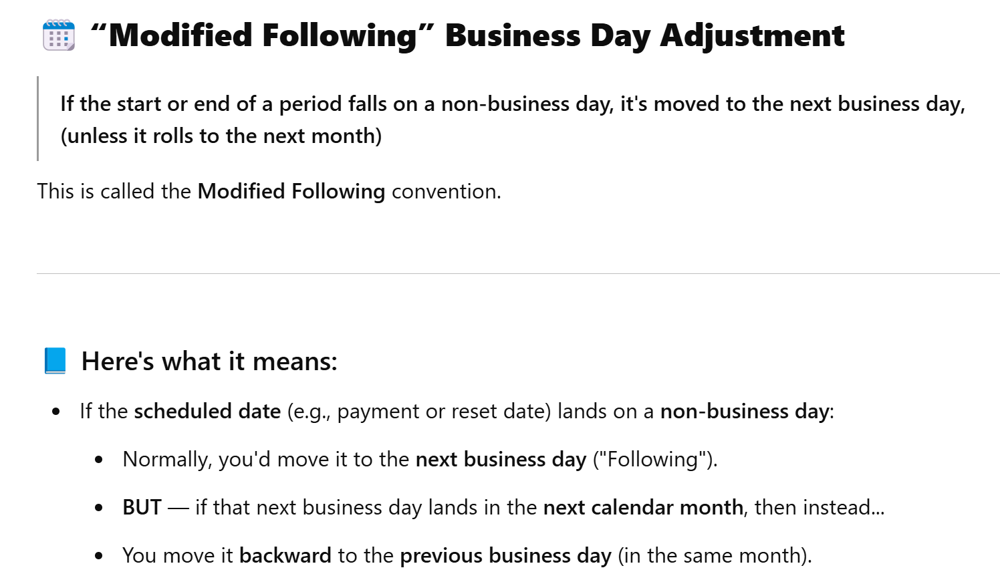 “Modified Following” Business Day Adjustment
If the start or end of a period falls on a non-business day, it's moved to the next business day,
(unless it rolls to the next month)
This is called the Modified Following convention.
Here's what it means:
If the scheduled date (e.g., payment or reset date) lands on a non-business day:
Normally, you'd move it to the next business day ("Following").
BUT — if that next business day lands in the next calendar month, then instead...
You move it backward to the previous business day (in the same month).